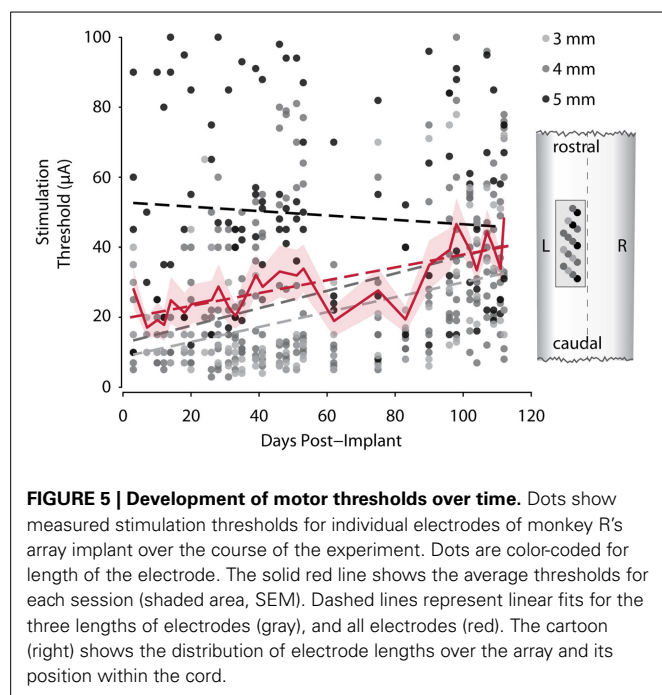 100
80
60
40
20
0
Stimulation
Threshold (µA)
0 20 40 60 80 100 120
Days Post−Implant
3 mm
4 mm
5 mm
rostral
L R
caudal
FIGURE 5 | Development of motor thresholds over time. Dots show
measured stimulation thresholds for individual electrodes of monkey R's
array implant over the course of the experiment. Dots are color-coded for
length of the electrode. The solid red line shows the average thresholds for
each session (shaded area, SEM). Dashed lines represent linear fits for the
three lengths of electrodes (gray), and all electrodes (red). The cartoon
(right) shows the distribution of electrode lengths over the array and its
position within the cord.